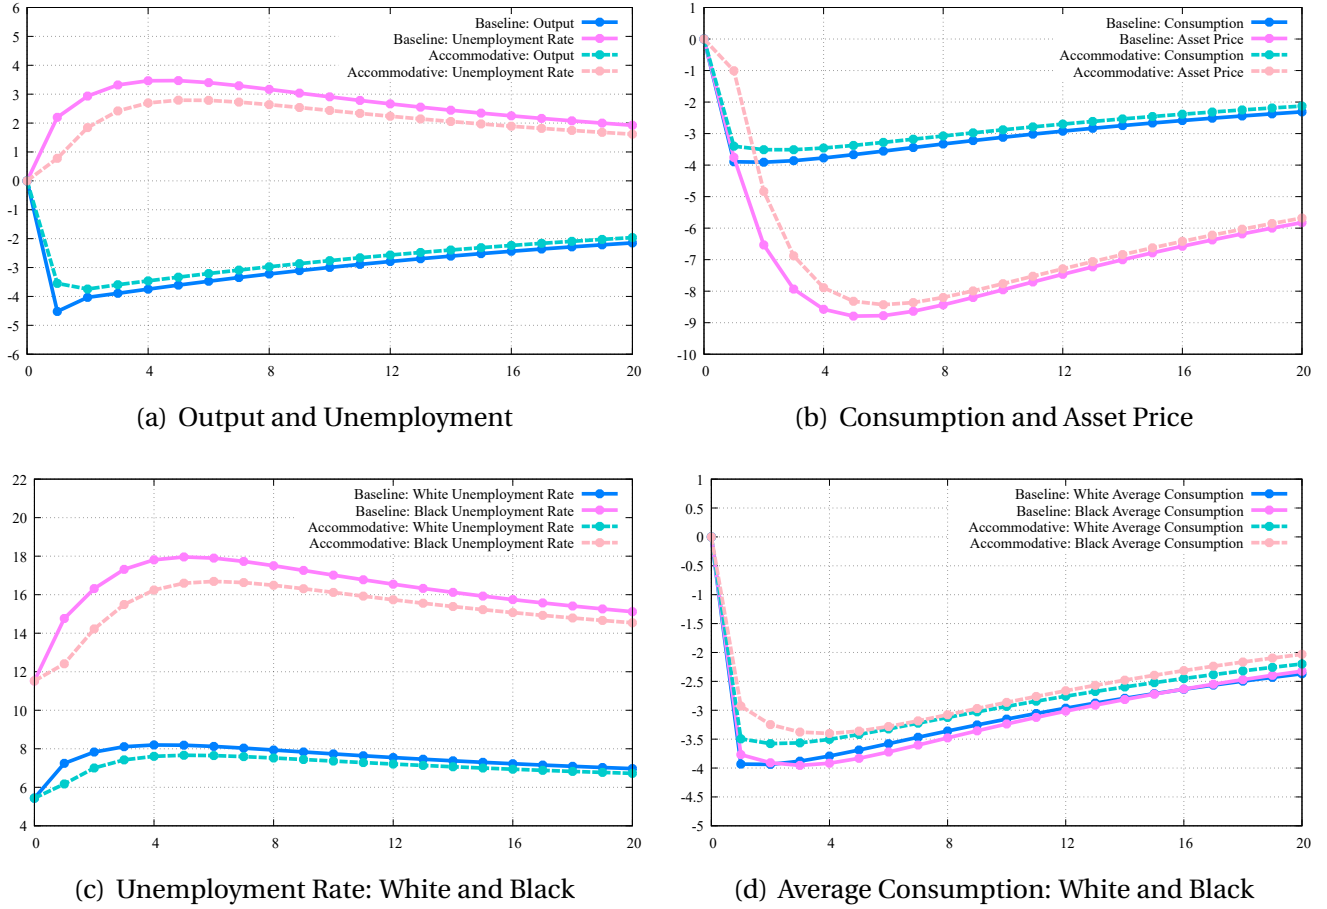 Baseline: Output
Baseline: Unemployment Rate
Accommodative: Output
Accommodative: Unemployment Rate
6
5
4
3
2
1
0
-1
-2
-3
-4
-5
-6
0 4 8 12 16 20
(a) Output and Unemployment
Baseline: Consumption
Baseline: Asset Price
Accommodative: Consumption
Accommodative: Asset Price
1
0
-1
-2
-3
-4
-5
-6
-7
-8
-9
-10
0 4 8 12 16 20
(b) Consumption and Asset Price
Baseline: White Unemployment Rate
Baseline: Black Unemployment Rate
Accommodative: White Unemployment Rate
Accommodative: Black Unemployment Rate
22
20
18
16
14
12
10
8
6
4
0 4 8 12 16 20
(c) Unemployment Rate: White and Black
Baseline: White Average Consumption
Baseline: Black Average Consumption
Accommodative: White Average Consumption
Accommodative: Black Average Consumption
1
0.5
0
-0.5
-1
-1.5
-2
-2.5
-3
-3.5
-4
-4.5
-5
0 4 8 12 16 20
(d) Average Consumption: White and Black